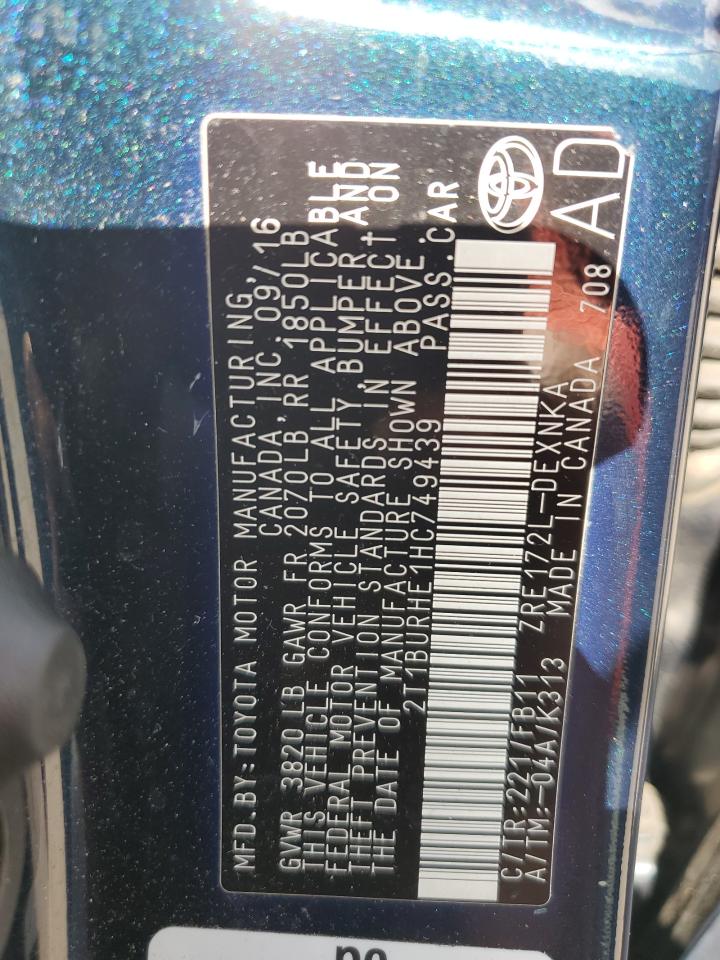 MFD.BY:TOYOTA MOTOR MANUFACTURING
CANADA, INC. 09/16
GVWR 3820LB GAWR FR 2070LB RR 1850LB
THIS VEHICLE CONFORMS TO ALL APPLICABLE
FEDERAL MOTOR VEHICLE SAFETY, BUMPER, AND
THEFT PREVENTION STANDARDS IN EFFECT ON
THE DATE OF MANUFACTURE SHOWN ABOVE.
2T1BURHE1HC749439 PASS.CAR
C/TR:221/FB11 ZRE172L-DEXNKA
A/TM:-04A/K313 MADE IN CANADA 708
AD